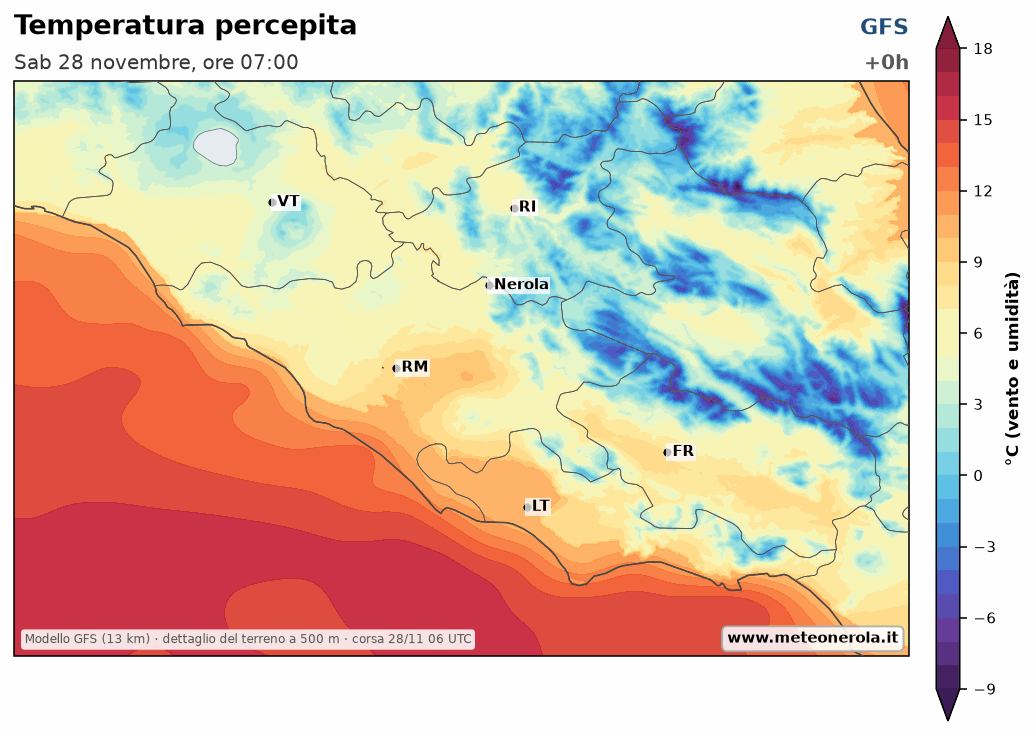 Temperatura percepita
GFS
Sab 28 novembre, ore 07:00
+0h
18
15
12
9
6
3
0
−3
−6
−9
°C (vento e umidità)
VT
RI
Nerola
RM
FR
LT
Modello GFS (13 km) · dettaglio del terreno a 500 m · corsa 28/11 06 UTC
www.meteonerola.it